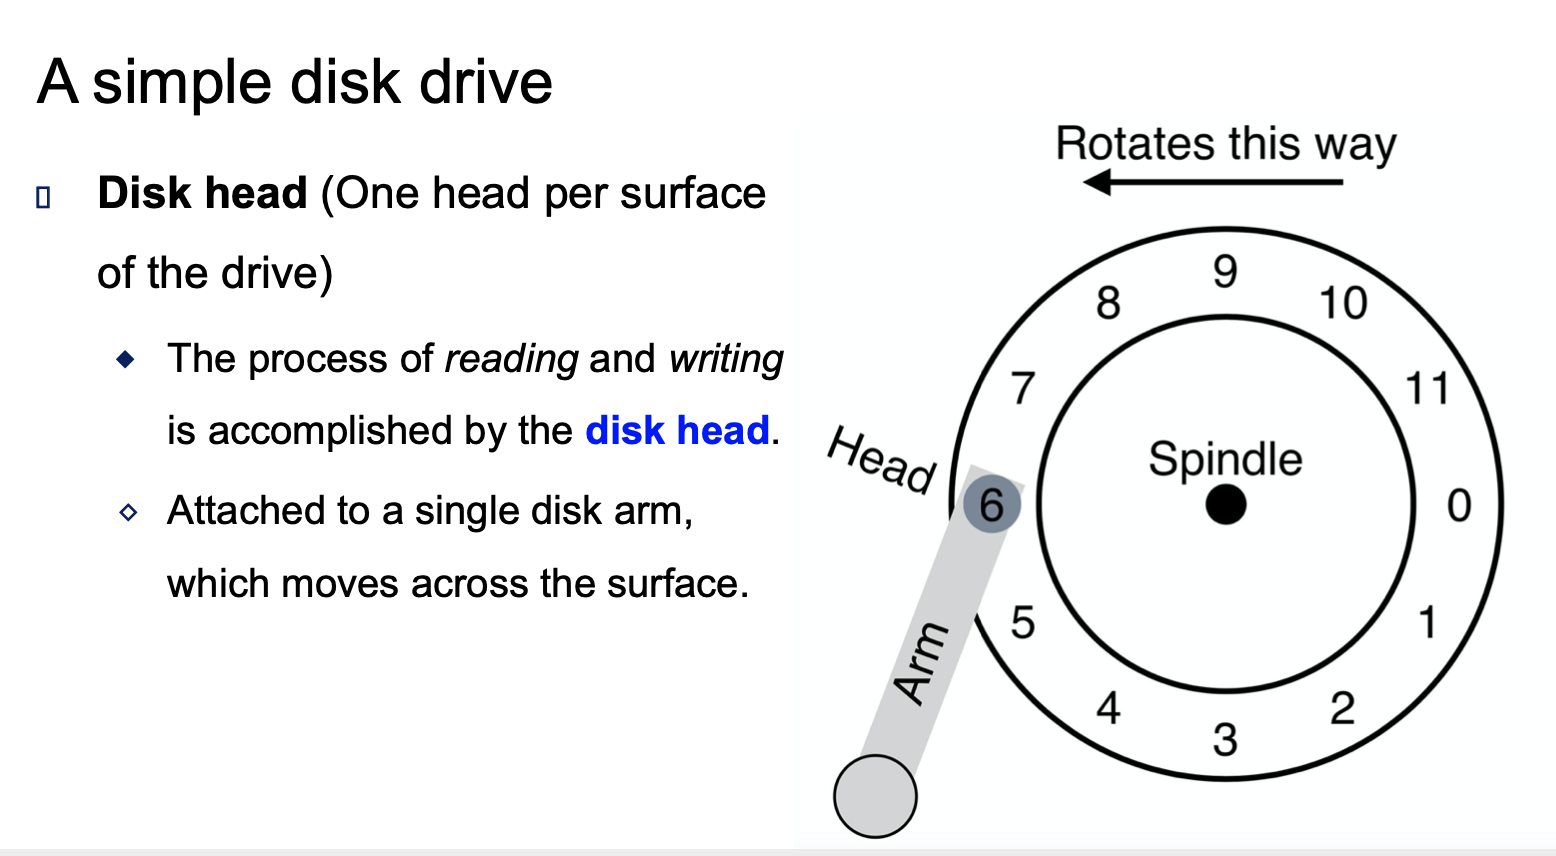 A simple disk drive
Disk head (One head per surface
of the drive)
The process of reading and writing
is accomplished by the disk head.
Attached to a single disk arm,
which moves across the surface.
Rotates this way
9
8
10
7
11
Head
Spindle
6
0
5
1
Arm
4
2
3